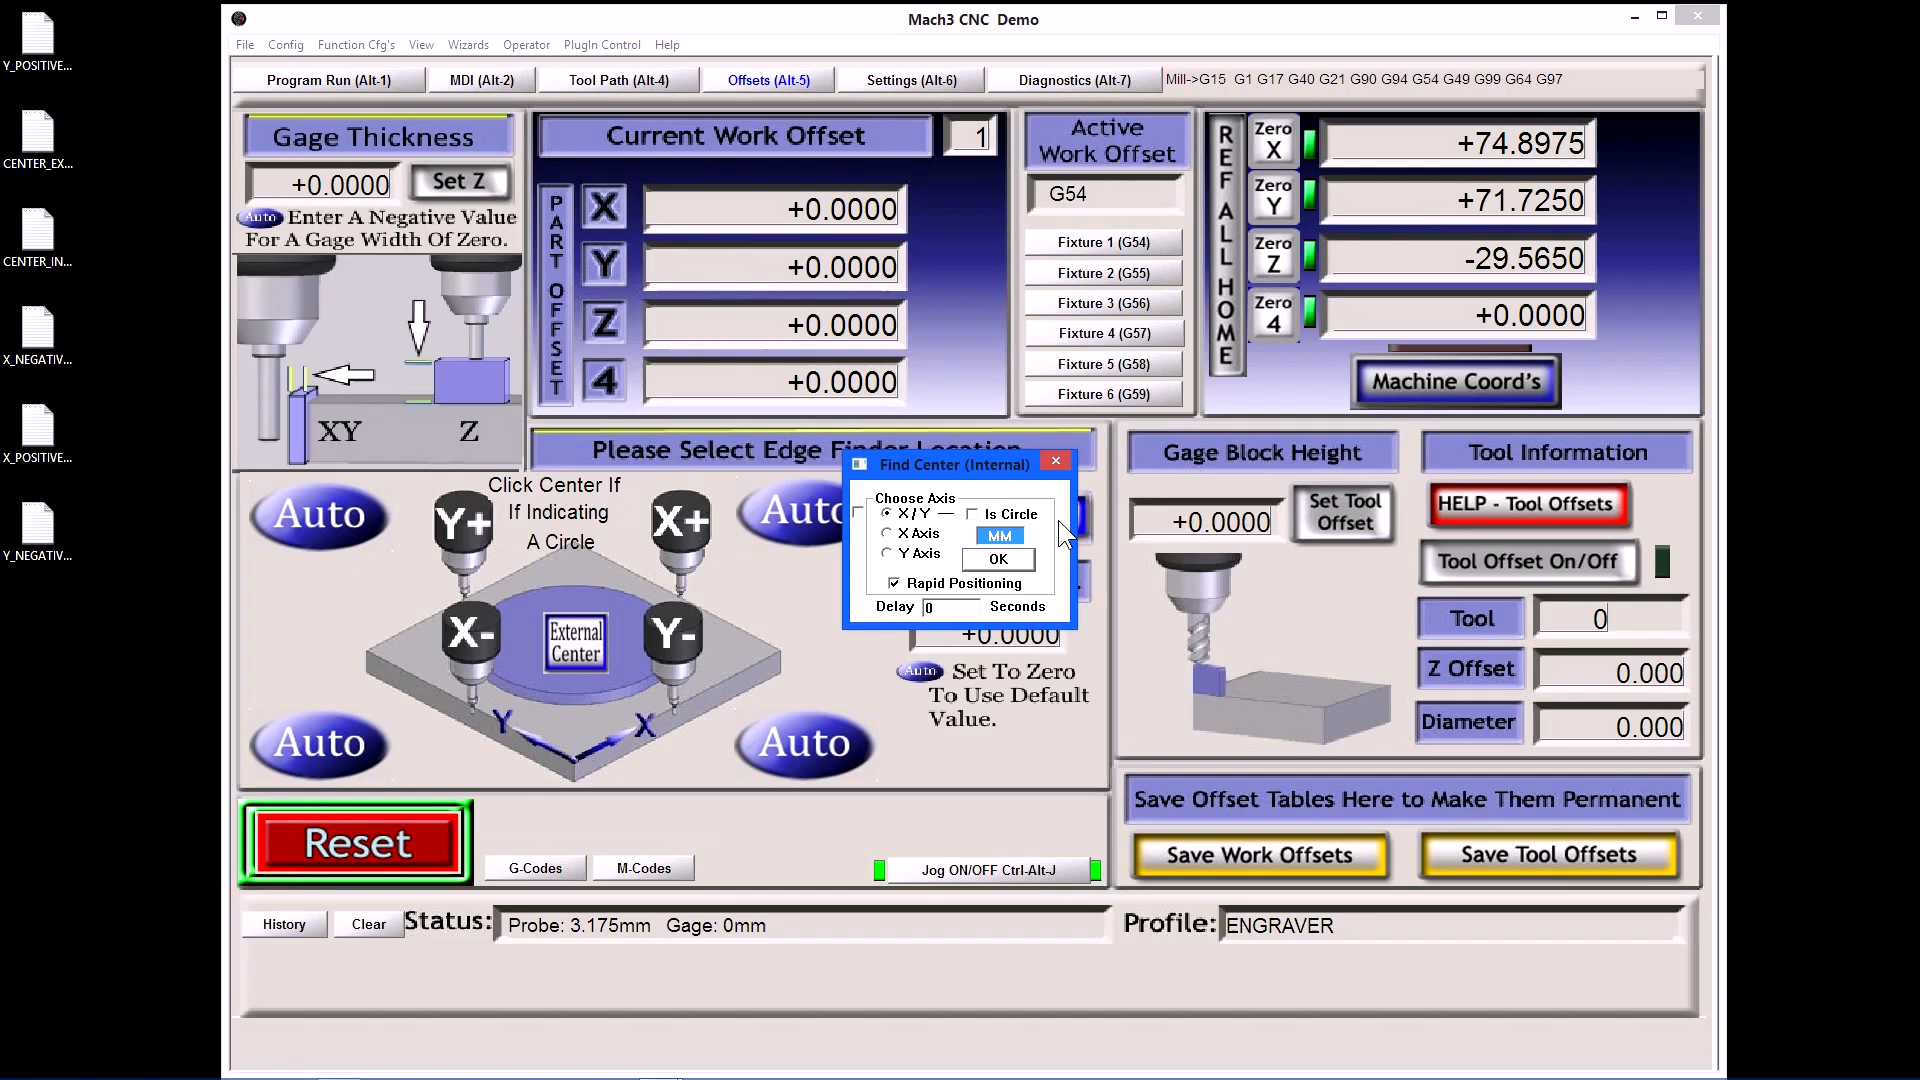 Y_POSITIVE...
CENTER_EX...
CENTER_IN...
X_NEGATIV...
X_POSITIVE...
Y_NEGATIV...
Mach3 CNC Demo
File Config Function Cfg's View Wizards Operator PlugIn Control Help
Program Run (Alt-1) MDI (Alt-2) Tool Path (Alt-4) Offsets (Alt-5) Settings (Alt-6) Diagnostics (Alt-7) Mill->G15 G1 G17 G40 G21 G90 G94 G54 G49 G99 G64 G97
Gage Thickness
+0.0000 Set Z
Auto Enter A Negative Value
For A Gage Width Of Zero.
XY Z
Current Work Offset 1
PART OFFSET
X +0.0000
Y +0.0000
Z +0.0000
4 +0.0000
Active
Work Offset
G54
Fixture 1 (G54)
Fixture 2 (G55)
Fixture 3 (G56)
Fixture 4 (G57)
Fixture 5 (G58)
Fixture 6 (G59)
REF ALL HOME
Zero X +74.8975
Zero Y +71.7250
Zero Z -29.5650
Zero 4 +0.0000
Machine Coord's
Please Select Edge Finder Location
Auto
Click Center If
If Indicating
A Circle
Auto
Y+ X+
X- External Center Y-
Y X
Auto Auto
Find Center (Internal)
Choose Axis
X / Y Is Circle
X Axis MM
Y Axis OK
Rapid Positioning
Delay 0 Seconds
+0.0000
Auto Set To Zero
To Use Default
Value.
Gage Block Height
+0.0000 Set Tool Offset
Tool Information
HELP - Tool Offsets
Tool Offset On/Off
Tool 0
Z Offset 0.000
Diameter 0.000
Save Offset Tables Here to Make Them Permanent
Save Work Offsets Save Tool Offsets
Reset
G-Codes M-Codes Jog ON/OFF Ctrl-Alt-J
History Clear Status: Probe: 3.175mm Gage: 0mm Profile: ENGRAVER